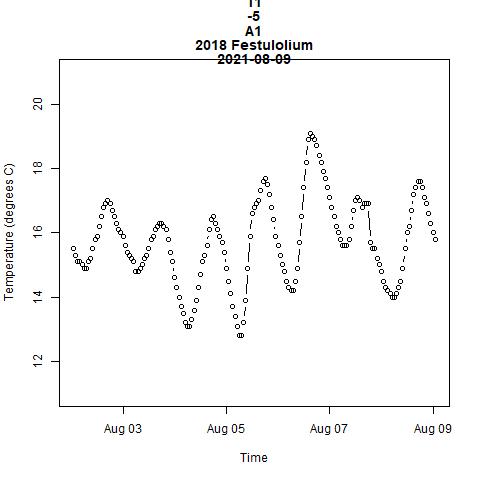 -5
A1
2018 Festulolium
2021-08-09
Temperature (degrees C)
20
18
16
14
12
Aug 03
Aug 05
Aug 07
Aug 09
Time